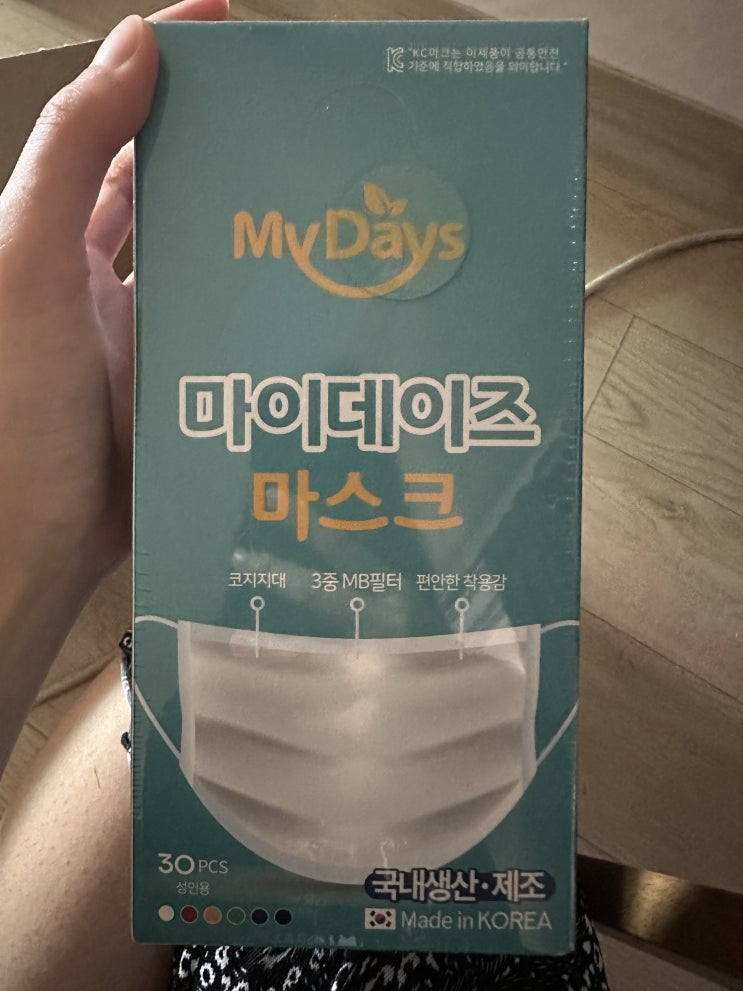 KC "KC마크는 이제품이 공통안전
기준에 적합하였음을 의미합니다."
My Days
마이데이즈
마스크
코지지대 3중 MB필터 편안한 착용감
30 PCS
성인용
국내생산·제조
Made in KOREA